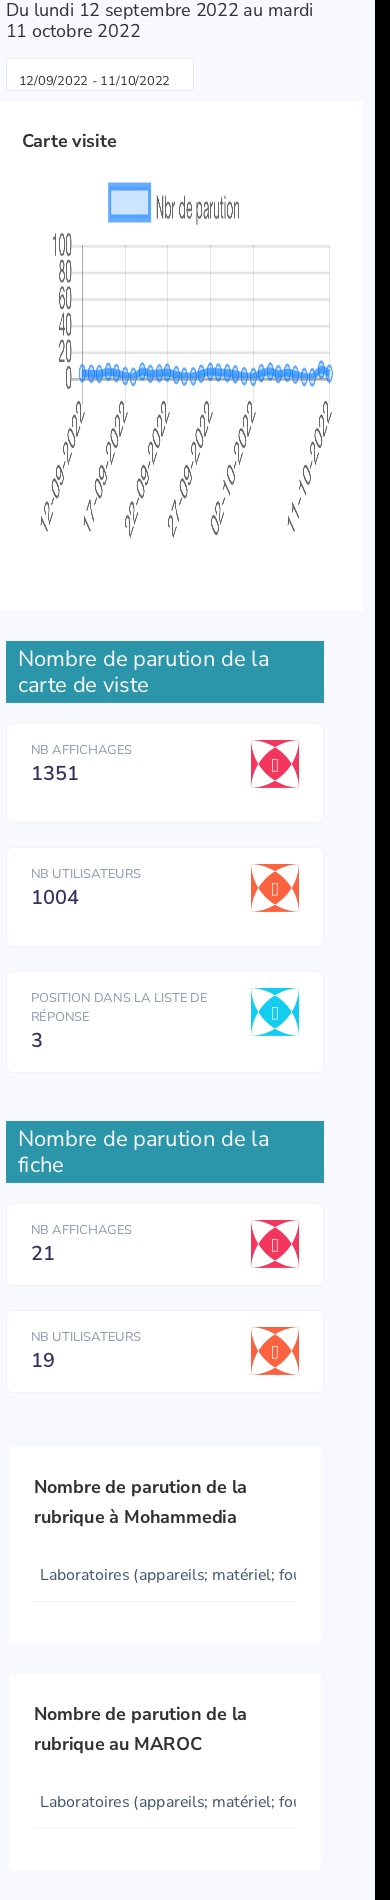 Du lundi 12 septembre 2022 au mardi
11 octobre 2022
12/09/2022 - 11/10/2022
Carte visite
Nbr de parution
100
80
60
40
20
0
12-09-2022
17-09-2022
22-09-2022
27-09-2022
02-10-2022
11-10-2022
Nombre de parution de la
carte de viste
NB AFFICHAGES
1351
NB UTILISATEURS
1004
POSITION DANS LA LISTE DE
RÉPONSE
3
Nombre de parution de la
fiche
NB AFFICHAGES
21
NB UTILISATEURS
19
Nombre de parution de la
rubrique à Mohammedia
Laboratoires (appareils; matériel; fou
Nombre de parution de la
rubrique au MAROC
Laboratoires (appareils; matériel; fou